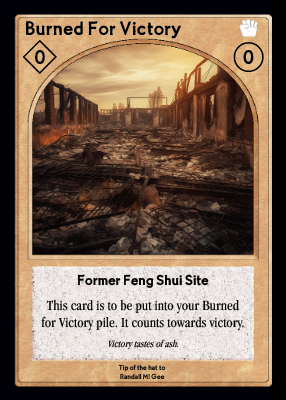 Burned For Victory
0
0
Former Feng Shui Site
This card is to be put into your Burned
for Victory pile. It counts towards victory.
Victory tastes of ash
Tip of the hat to
Randall M! Gee